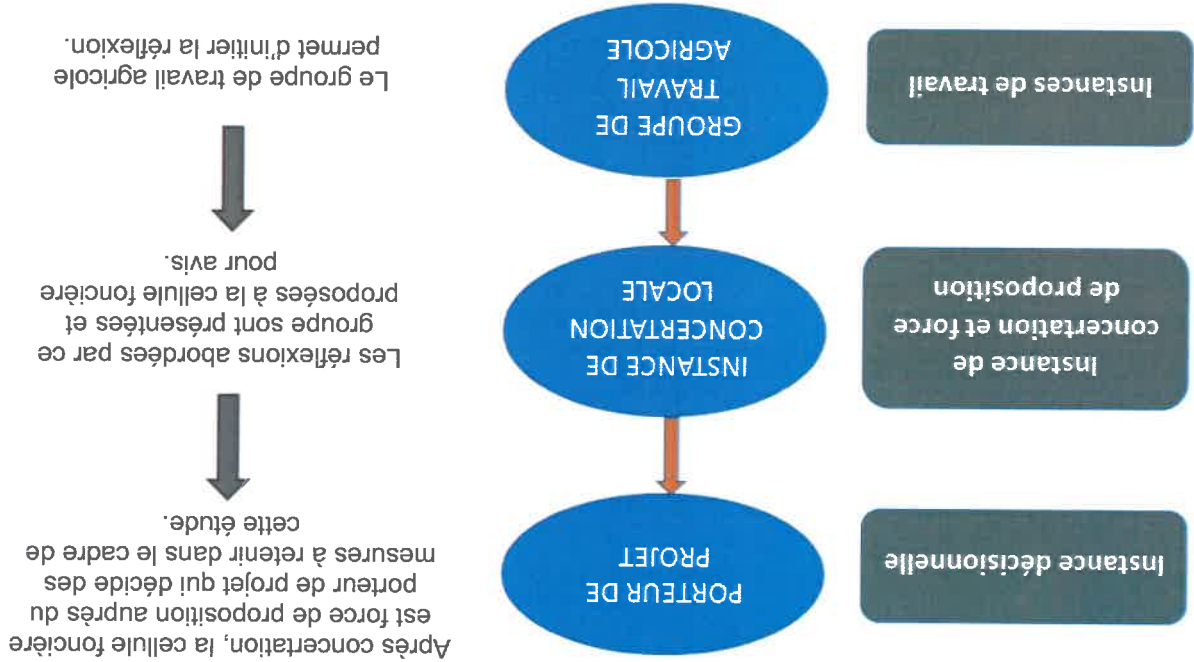 Instance décisionnelle
PORTEUR DE
PROJET
Après concertation, la cellule foncière
est force de proposition auprès du
porteur de projet qui décide des
mesures à retenir dans le cadre de
cette étude.
Instance de
concertation et force
de proposition
INSTANCE DE
CONCERTATION
LOCALE
Les réflexions abordées par ce
groupe sont présentées et
proposées à la cellule foncière
pour avis.
Instances de travail
GROUPE DE
TRAVAIL
AGRICOLE
Le groupe de travail agricole
permet d'initier la réflexion.